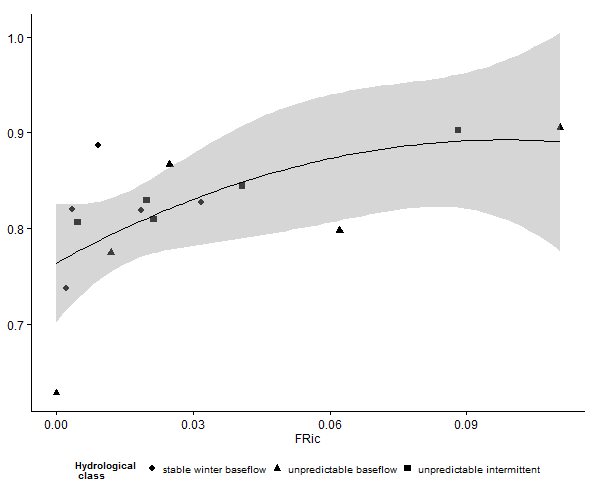 1.0
0.9
0.8
0.7
0.00 0.03 0.06 0.09
FRic
Hydrological
class
stable winter baseflow unpredictable baseflow unpredictable intermittent